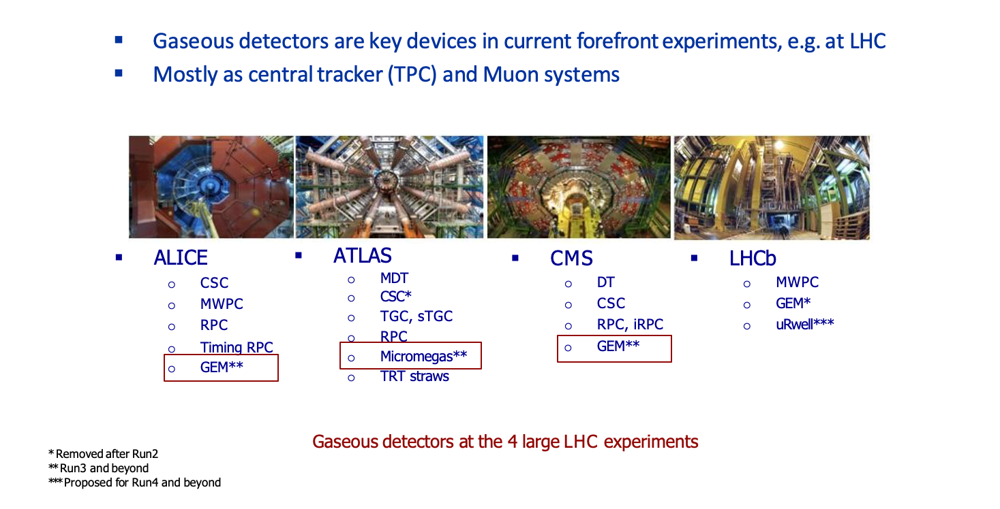 Gaseous detectors are key devices in current forefront experiments, e.g. at LHC
Mostly as central tracker (TPC) and Muon systems
ALICE
CSC
MWPC
RPC
Timing RPC
GEM**
ATLAS
MDT
CSC*
TGC, sTGC
RPC
Micromegas**
TRT straws
CMS
DT
CSC
RPC, iRPC
GEM**
LHCb
MWPC
GEM*
uRwell***
Gaseous detectors at the 4 large LHC experiments
* Removed after Run2
** Run3 and beyond
*** Proposed for Run4 and beyond